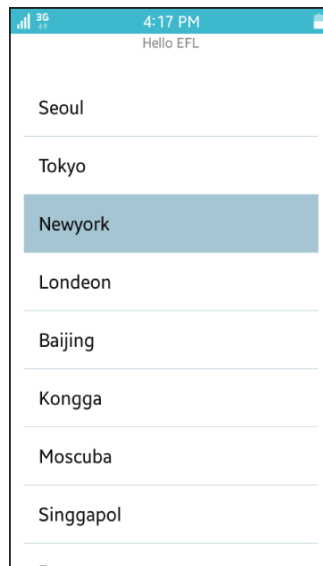 3G 4:17 PM
Hello EFL
Seoul
Tokyo
Newyork
Londeon
Baijing
Kongga
Moscuba
Singgapol